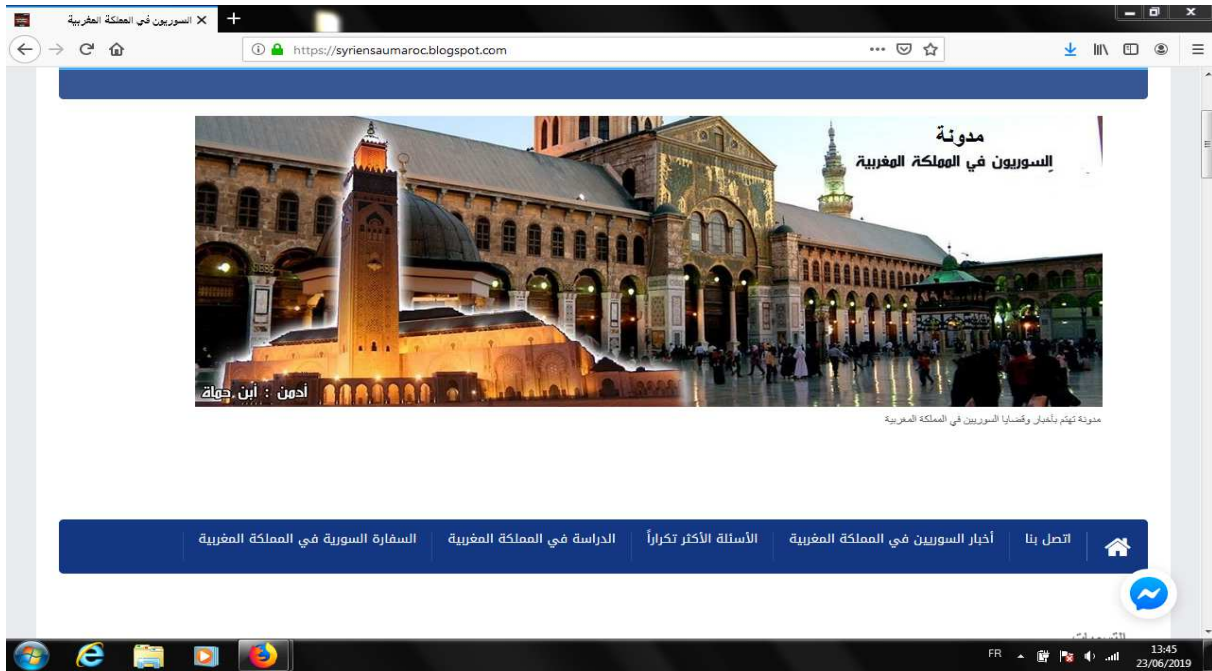 السوريون في المملكة المغربية
https://syriensaumaroc.blogspot.com
مدونة
السوريون في المملكة المغربية
أدمن : أبن حماة
مدونة تهتم بأخبار وقضايا السوريين في المملكة المغربية
اتصل بنا
أخبار السوريين في المملكة المغربية
الأسئلة الأكثر تكراراً
الدراسة في المملكة المغربية
السفارة السورية في المملكة المغربية
FR
13:45
23/06/2019